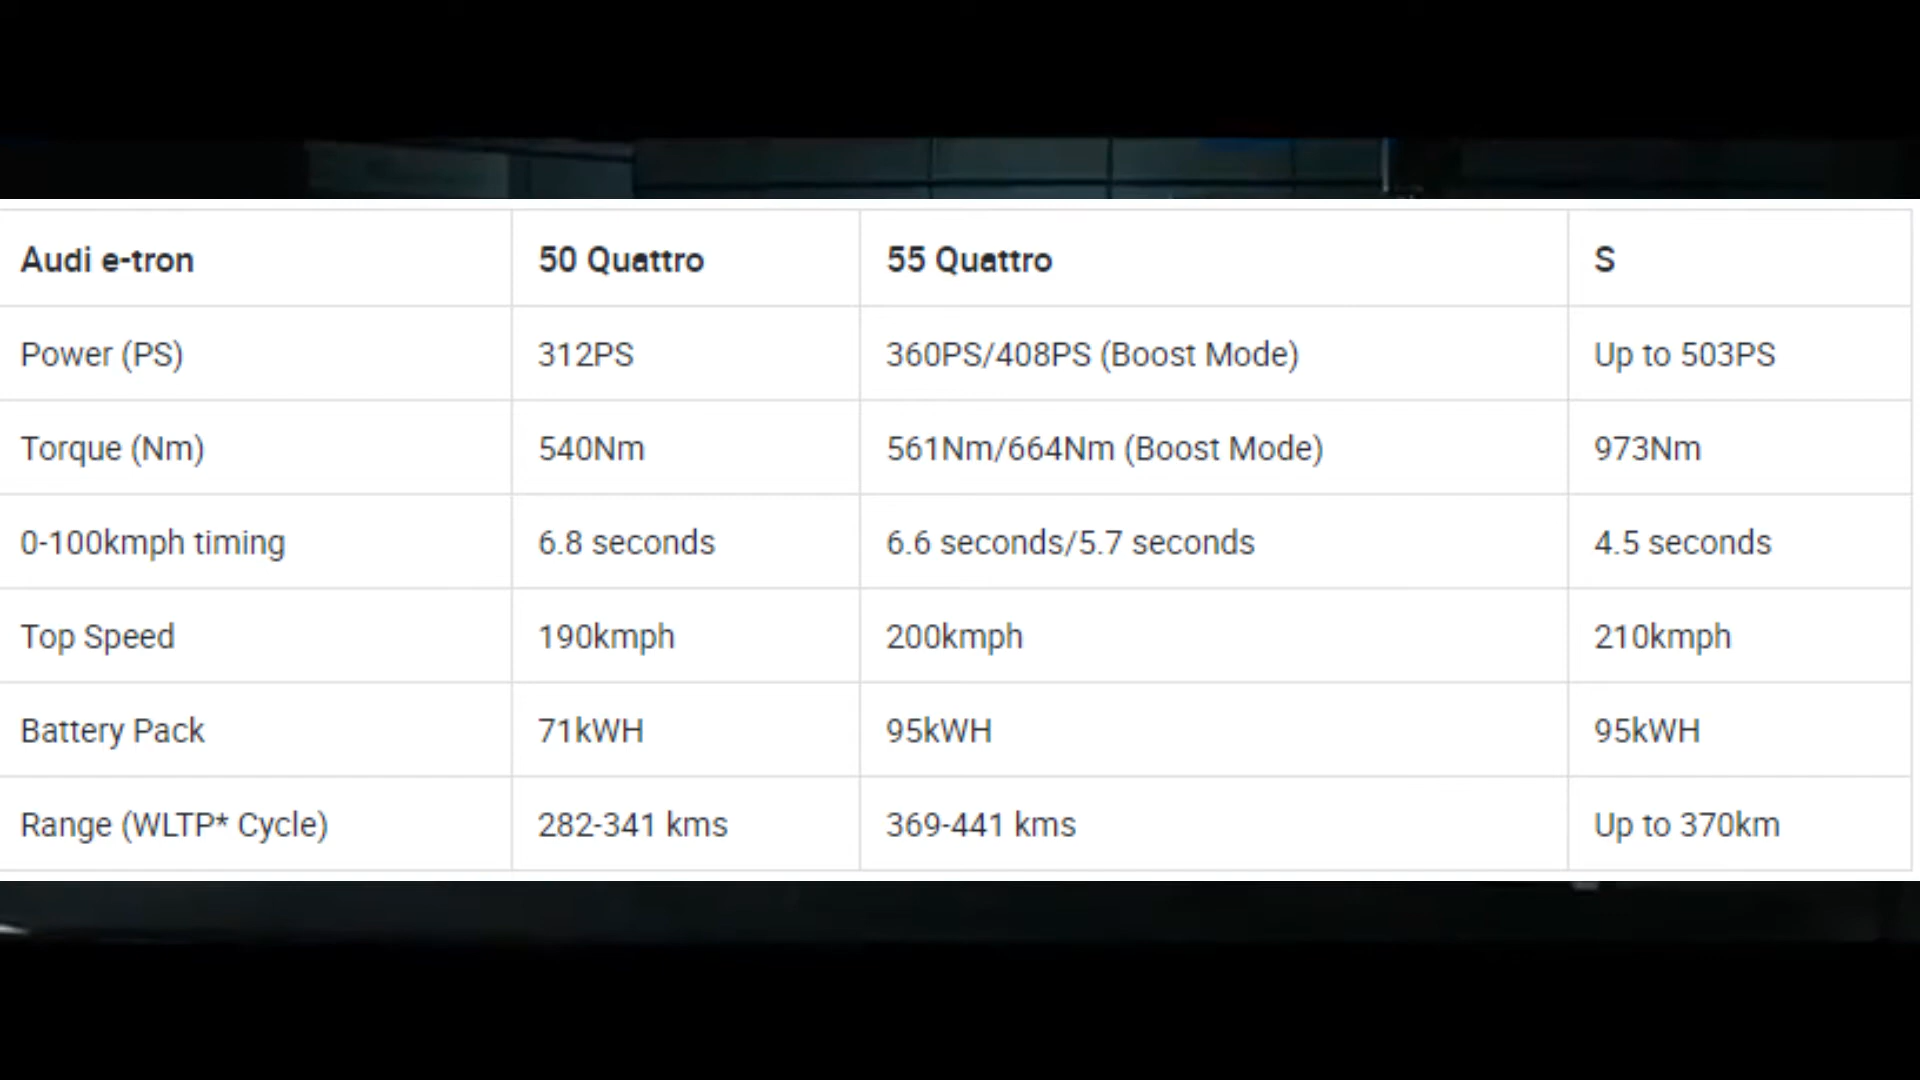 Audi e-tron 50 Quattro 55 Quattro S
Power (PS) 312PS 360PS/408PS (Boost Mode) Up to 503PS
Torque (Nm) 540Nm 561Nm/664Nm (Boost Mode) 973Nm
0-100kmph timing 6.8 seconds 6.6 seconds/5.7 seconds 4.5 seconds
Top Speed 190kmph 200kmph 210kmph
Battery Pack 71kWH 95kWH 95kWH
Range (WLTP* Cycle) 282-341 kms 369-441 kms Up to 370km